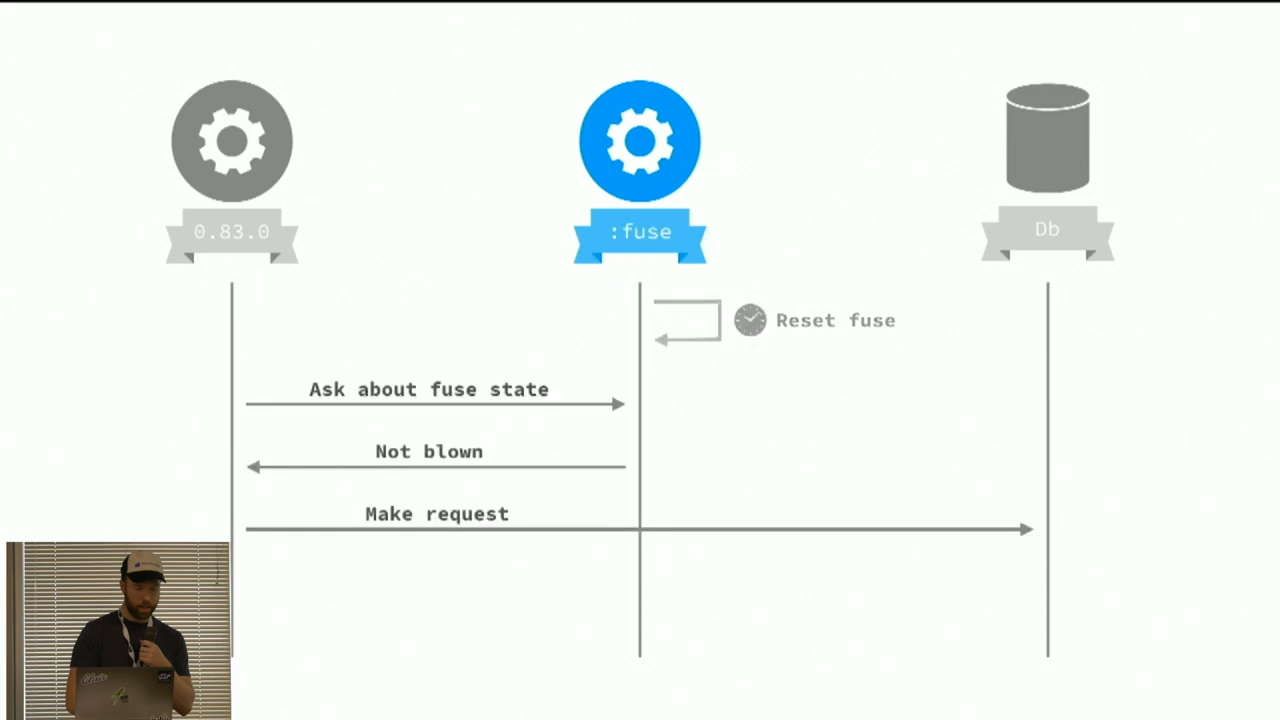 0.83.0
:fuse
Db
Reset fuse
Ask about fuse state
Not blown
Make request